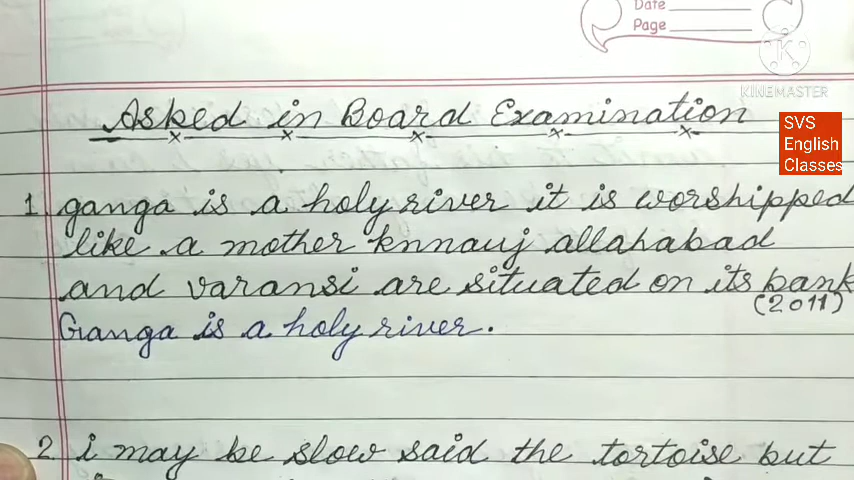 Date
Page
KINEMASTER
Asked in Board Examination
SVS
English
Classes
1. ganga is a holy river it is worshipped
like a mother knnauj allahabad
and varansi are situated on its bank
(2011)
Ganga is a holy river.
2 i may be slow said the tortoise but